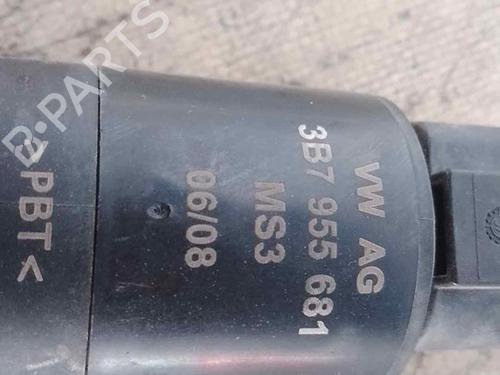 VW AG
3B7 955 681
MS3
06/08
>PBT<
B-PARTS